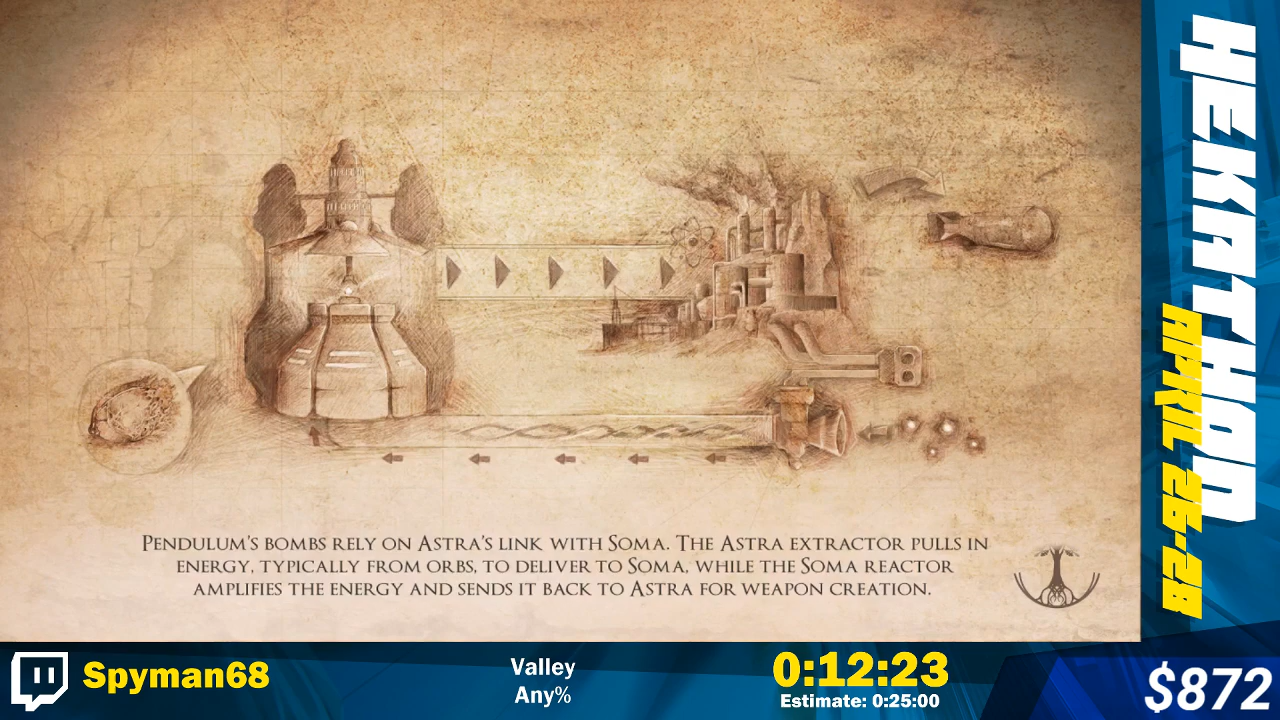 PENDULUM'S BOMBS RELY ON ASTRA'S LINK WITH SOMA. THE ASTRA EXTRACTOR PULLS IN
ENERGY, TYPICALLY FROM ORBS, TO DELIVER TO SOMA, WHILE THE SOMA REACTOR
AMPLIFIES THE ENERGY AND SENDS IT BACK TO ASTRA FOR WEAPON CREATION.
HEKATHON
APRIL 26-28
Spyman68
Valley
Any%
0:12:23
Estimate: 0:25:00
$872